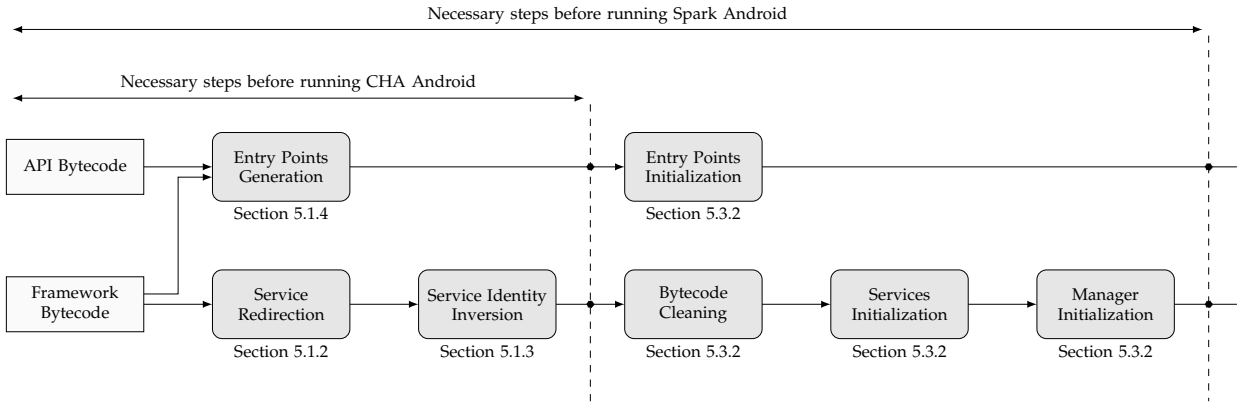 Necessary steps before running Spark Android
Necessary steps before running CHA Android
API Bytecode
Entry Points
Generation
Section 5.1.4
Entry Points
Initialization
Section 5.3.2
Framework
Bytecode
Service
Redirection
Section 5.1.2
Service Identity
Inversion
Section 5.1.3
Bytecode
Cleaning
Section 5.3.2
Services
Initialization
Section 5.3.2
Manager
Initialization
Section 5.3.2